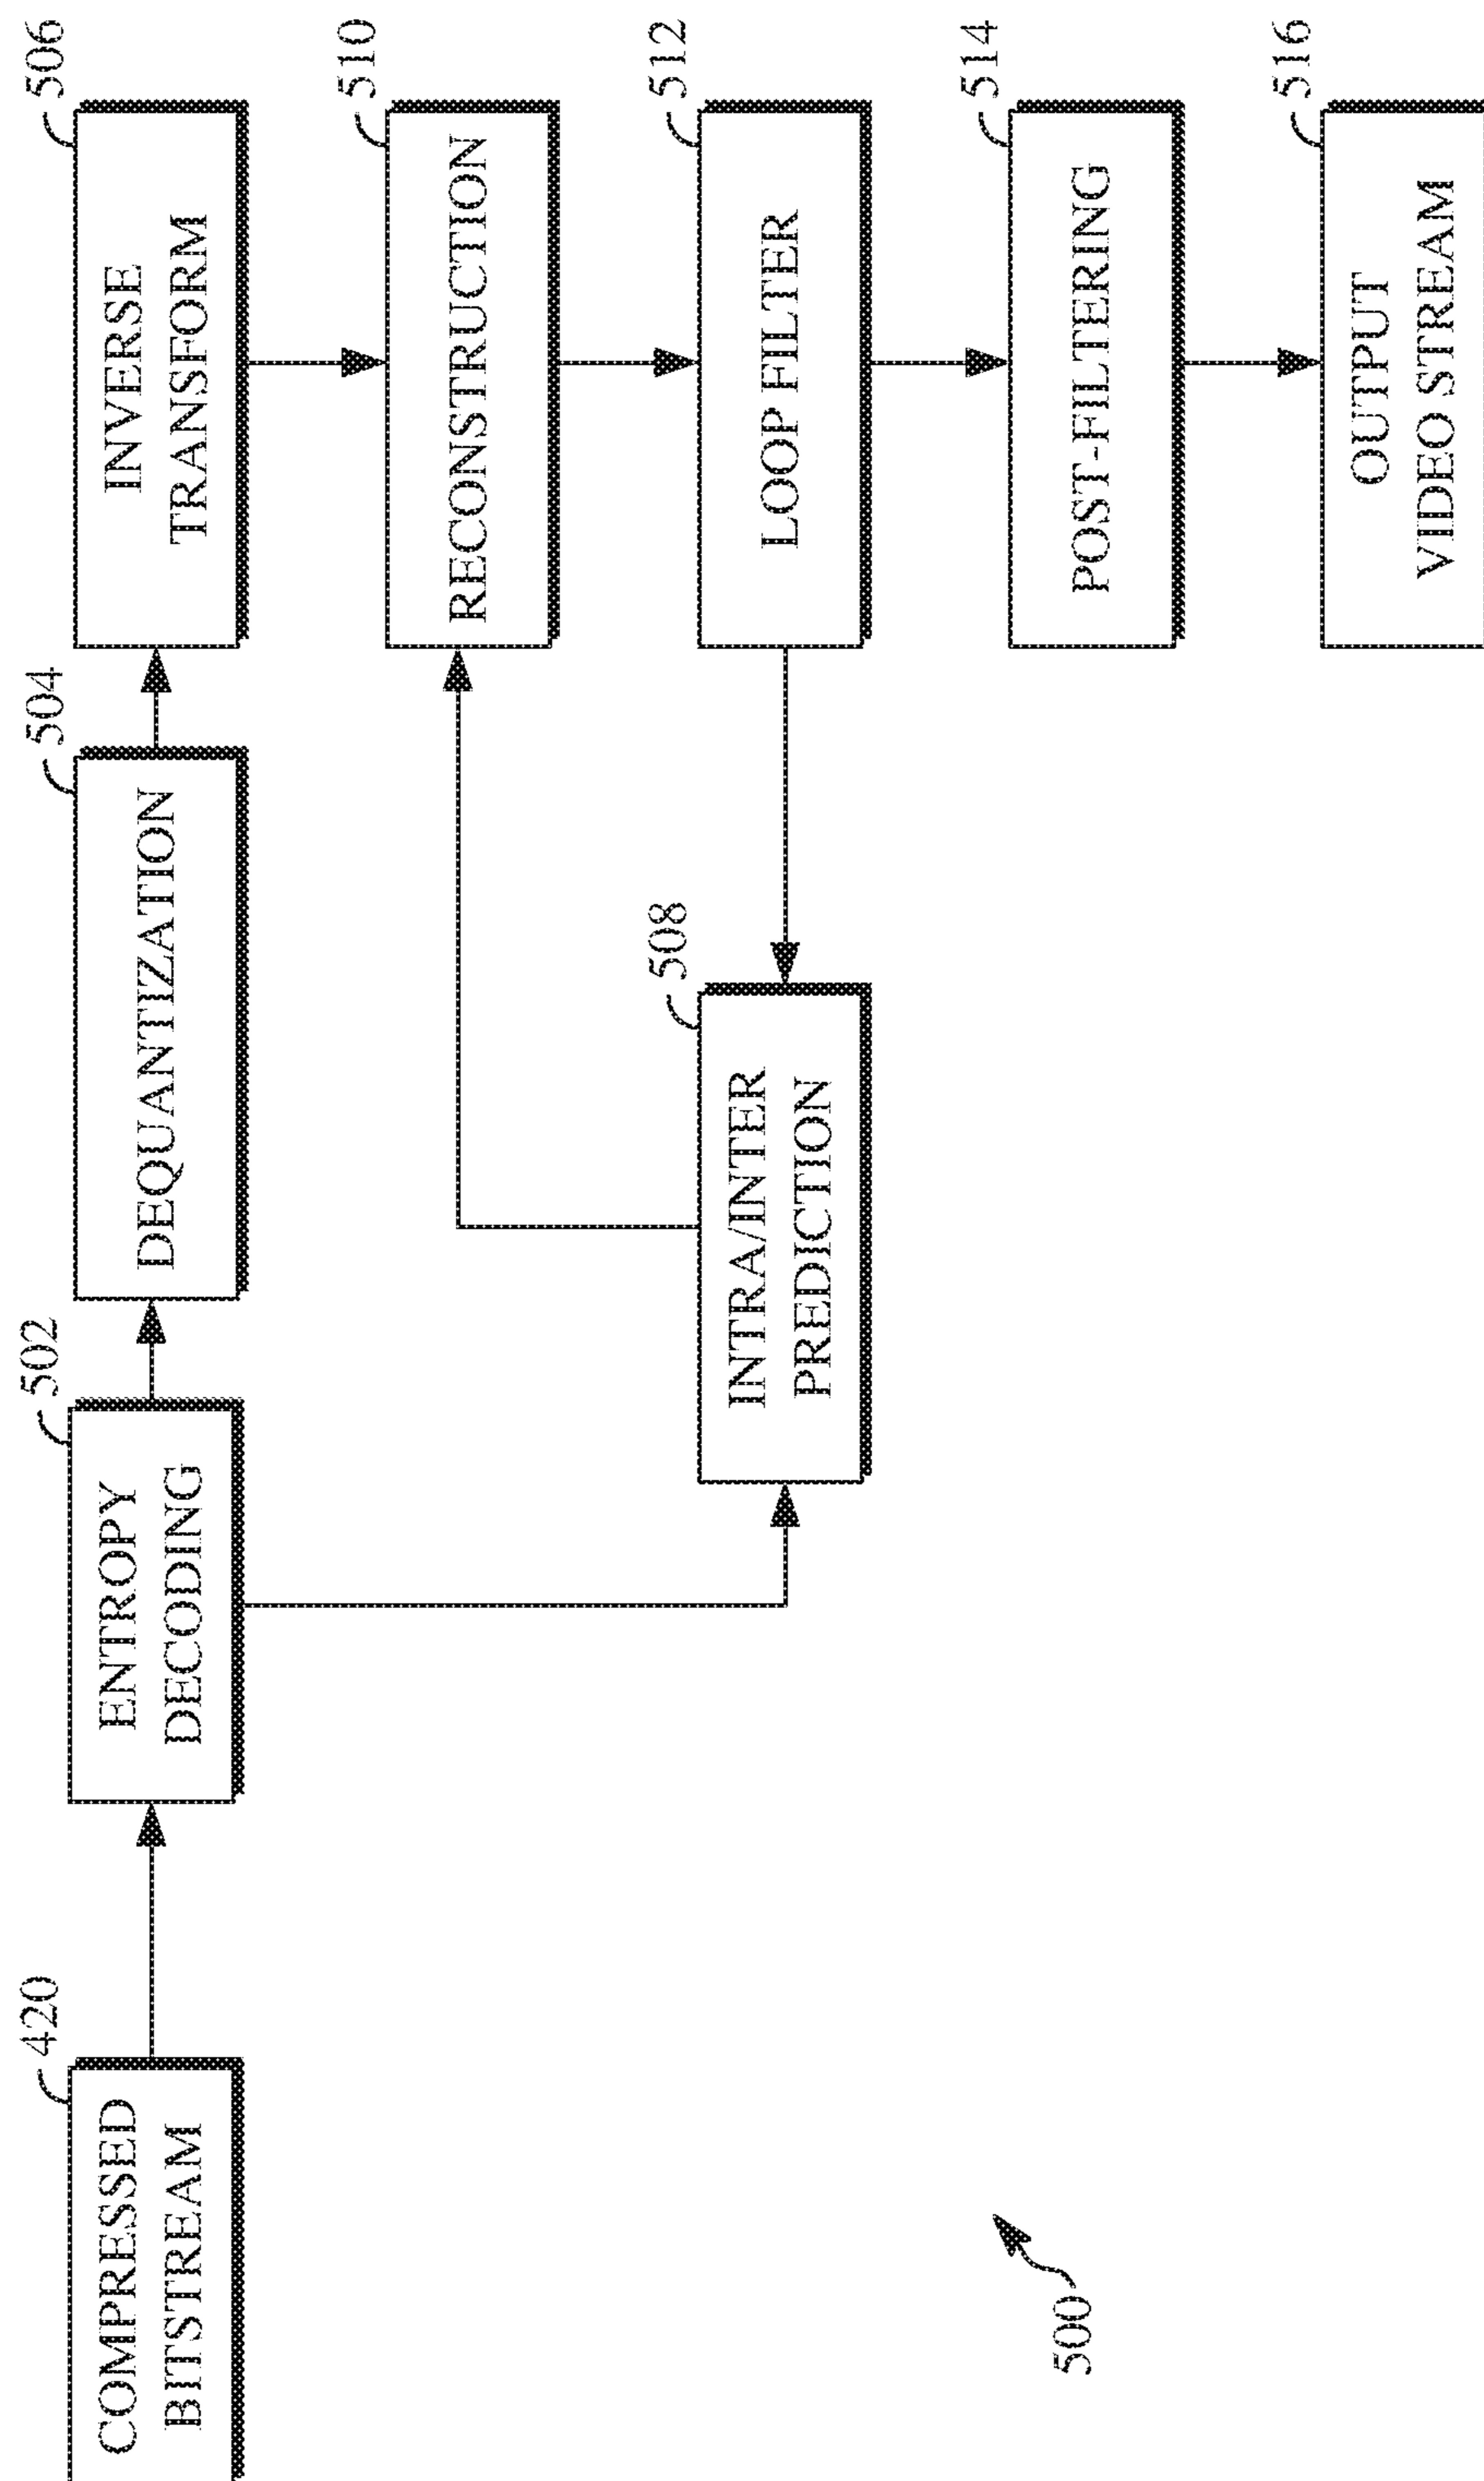 420
COMPRESSED
BITSTREAM
502
ENTROPY
DECODING
504
DEQUANTIZATION
506
INVERSE
TRANSFORM
508
INTRA/INTER
PREDICTION
510
RECONSTRUCTION
512
LOOP FILTER
514
POST-FILTERING
516
OUTPUT
VIDEO STREAM
500